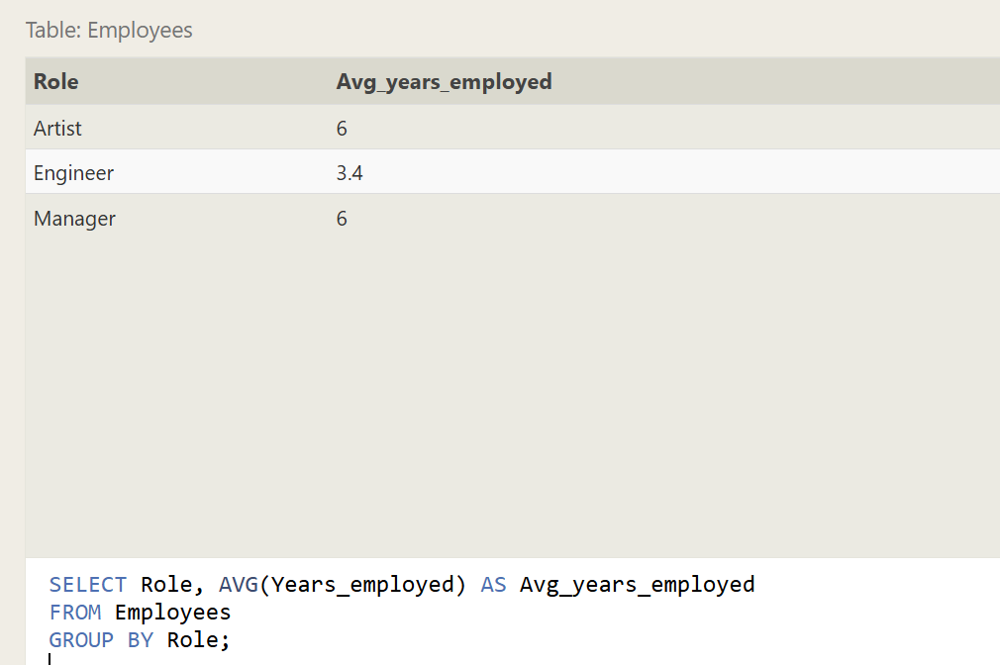 Table: Employees
Role Avg_years_employed
Artist 6
Engineer 3.4
Manager 6
SELECT Role, AVG(Years_employed) AS Avg_years_employed
FROM Employees
GROUP BY Role;